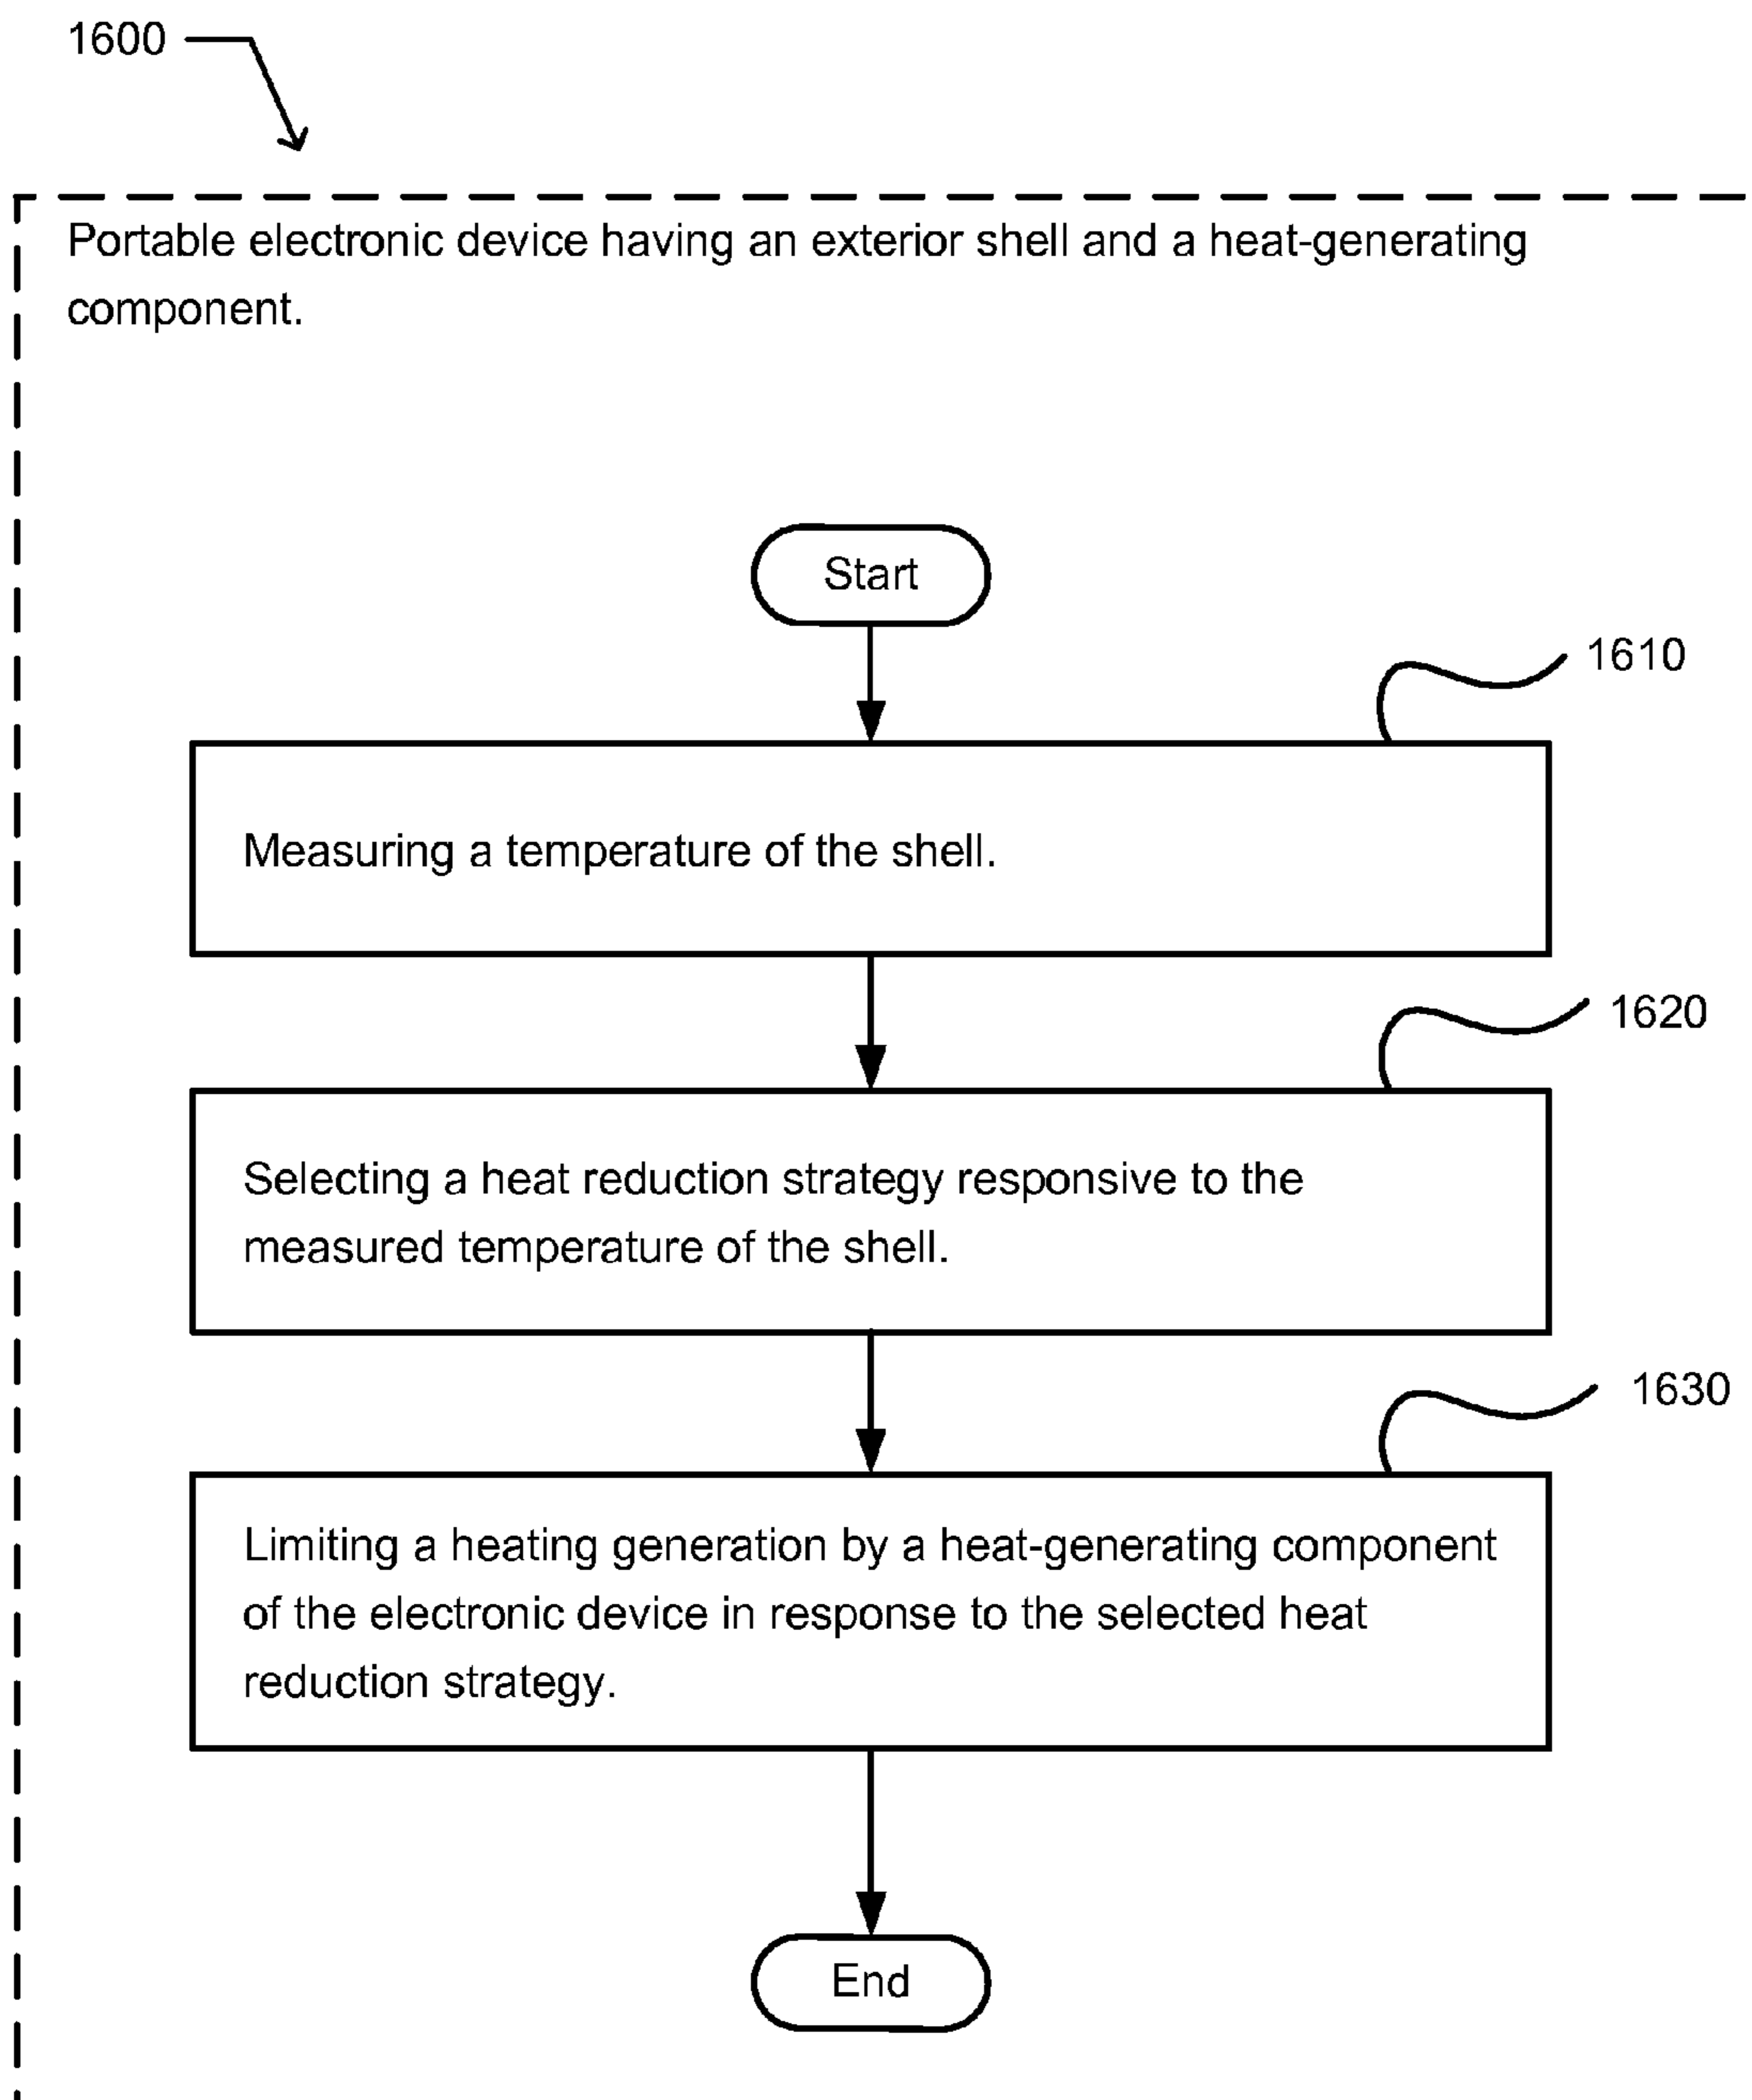 1600
Portable electronic device having an exterior shell and a heat-generating
component.
Start
1610
Measuring a temperature of the shell.
1620
Selecting a heat reduction strategy responsive to the
measured temperature of the shell.
1630
Limiting a heating generation by a heat-generating component
of the electronic device in response to the selected heat
reduction strategy.
End